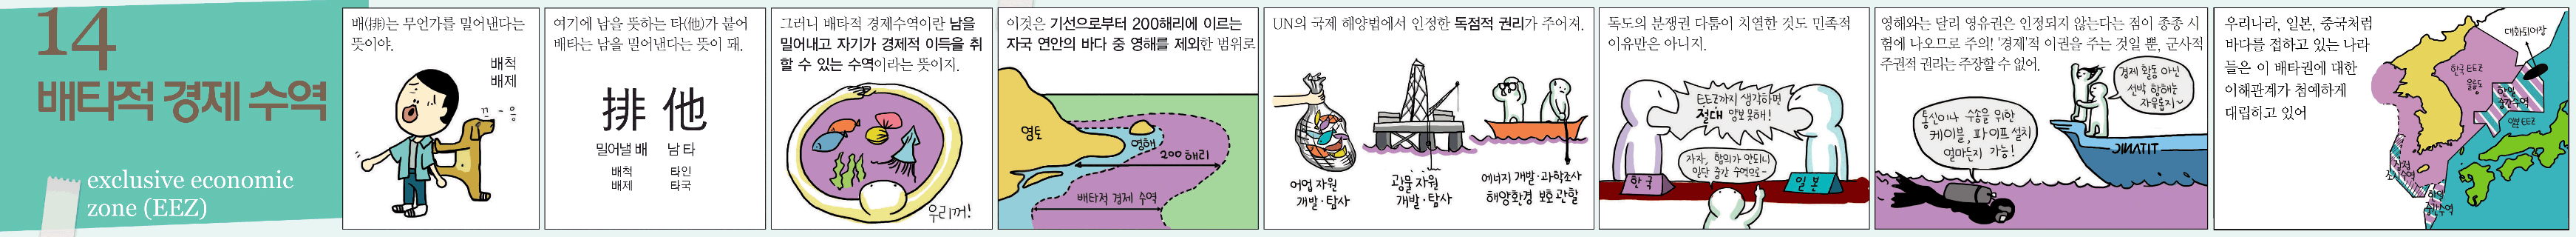 14
배타적 경제 수역
exclusive economic
zone (EEZ)
배(排)는 무언가를 밀어낸다는
뜻이야.
배척
배제
끄-응
여기에 남을 뜻하는 타(他)가 붙어
배타는 남을 밀어낸다는 뜻이 돼.
排 他
밀어낼 배 남 타
배척 타인
배제 타국
그러니 배타적 경제수역이란 남을
밀어내고 자기가 경제적 이득을 취
할 수 있는 수역이라는 뜻이지.
우리꺼!
이것은 기선으로부터 200해리에 이르는
자국 연안의 바다 중 영해를 제외한 범위로
영토
영해
200 해리
배타적 경제 수역
UN의 국제 해양법에서 인정한 독점적 권리가 주어져.
어업 자원
개발·탐사
광물 자원
개발·탐사
에너지 개발·과학조사
해양환경 보호 관할
독도의 분쟁권 다툼이 치열한 것도 민족적
이유만은 아니지.
EEZ까지 생각하면
절대 양보 못해!
자자, 합의가 안되니
일단 중간 수역으로~
한국
일본
영해와는 달리 영유권은 인정되지 않는다는 점이 종종 시
험에 나오므로 주의! '경제'적 이권을 주는 것일 뿐, 군사적
주권적 권리는 주장할 수 없어.
경제 활동 아닌
선박 항해는
자유롭지~
통신이나 수송을 위한
케이블, 파이프 설치
얼마든지 가능!
우리나라, 일본, 중국처럼
바다를 접하고 있는 나라
들은 이 배타권에 대한
이해관계가 첨예하게
대립하고 있어
대화퇴어장
한국 EEZ
울릉도
한일
중간수역
일본 EEZ
잠정
조치수역
한일
중간수역